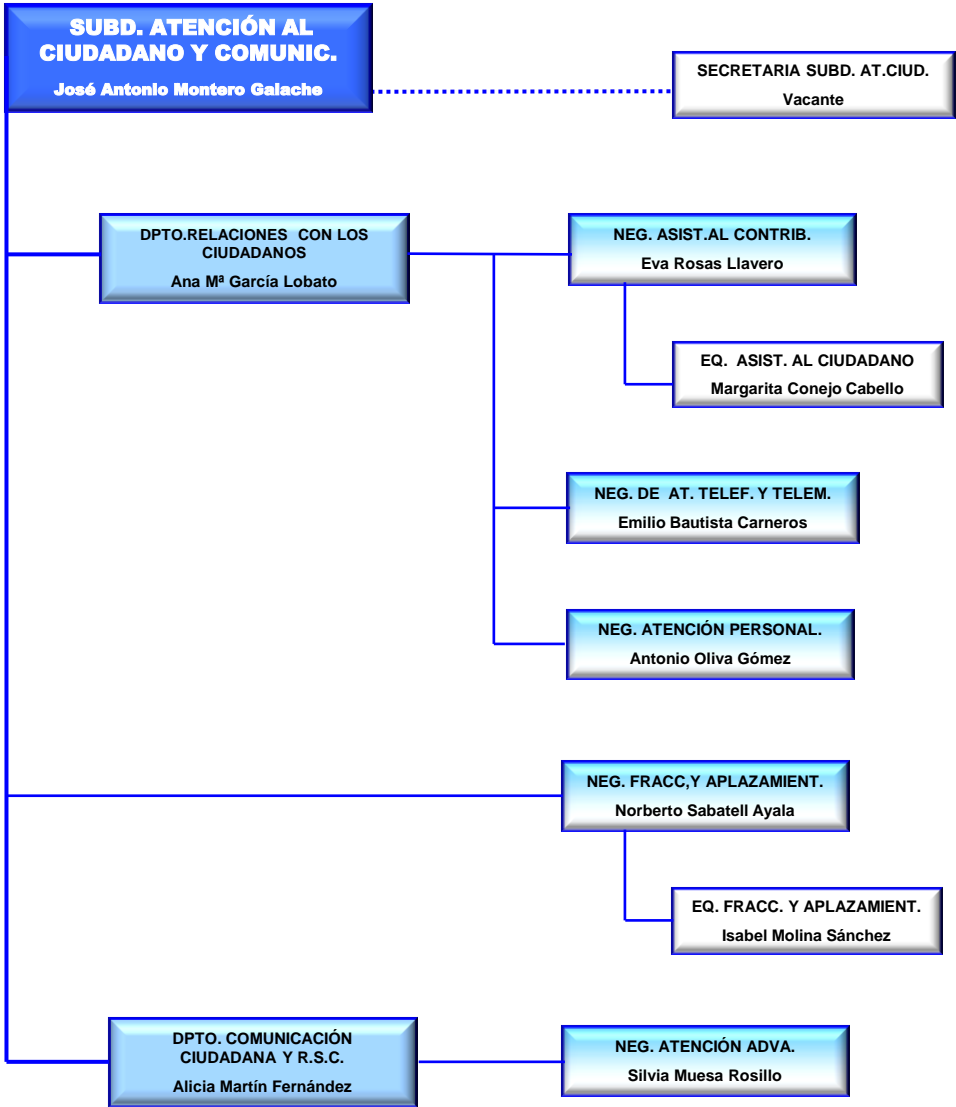 SUBD. ATENCIÓN AL
CIUDADANO Y COMUNIC.
José Antonio Montero Galache
SECRETARIA SUBD. AT.CIUD.
Vacante
DPTO.RELACIONES CON LOS
CIUDADANOS
Ana Mª García Lobato
NEG. ASIST.AL CONTRIB.
Eva Rosas Llavero
EQ. ASIST. AL CIUDADANO
Margarita Conejo Cabello
NEG. DE AT. TELEF. Y TELEM.
Emilio Bautista Carneros
NEG. ATENCIÓN PERSONAL.
Antonio Oliva Gómez
NEG. FRACC,Y APLAZAMIENT.
Norberto Sabatell Ayala
EQ. FRACC. Y APLAZAMIENT.
Isabel Molina Sánchez
DPTO. COMUNICACIÓN
CIUDADANA Y R.S.C.
Alicia Martín Fernández
NEG. ATENCIÓN ADVA.
Silvia Muesa Rosillo